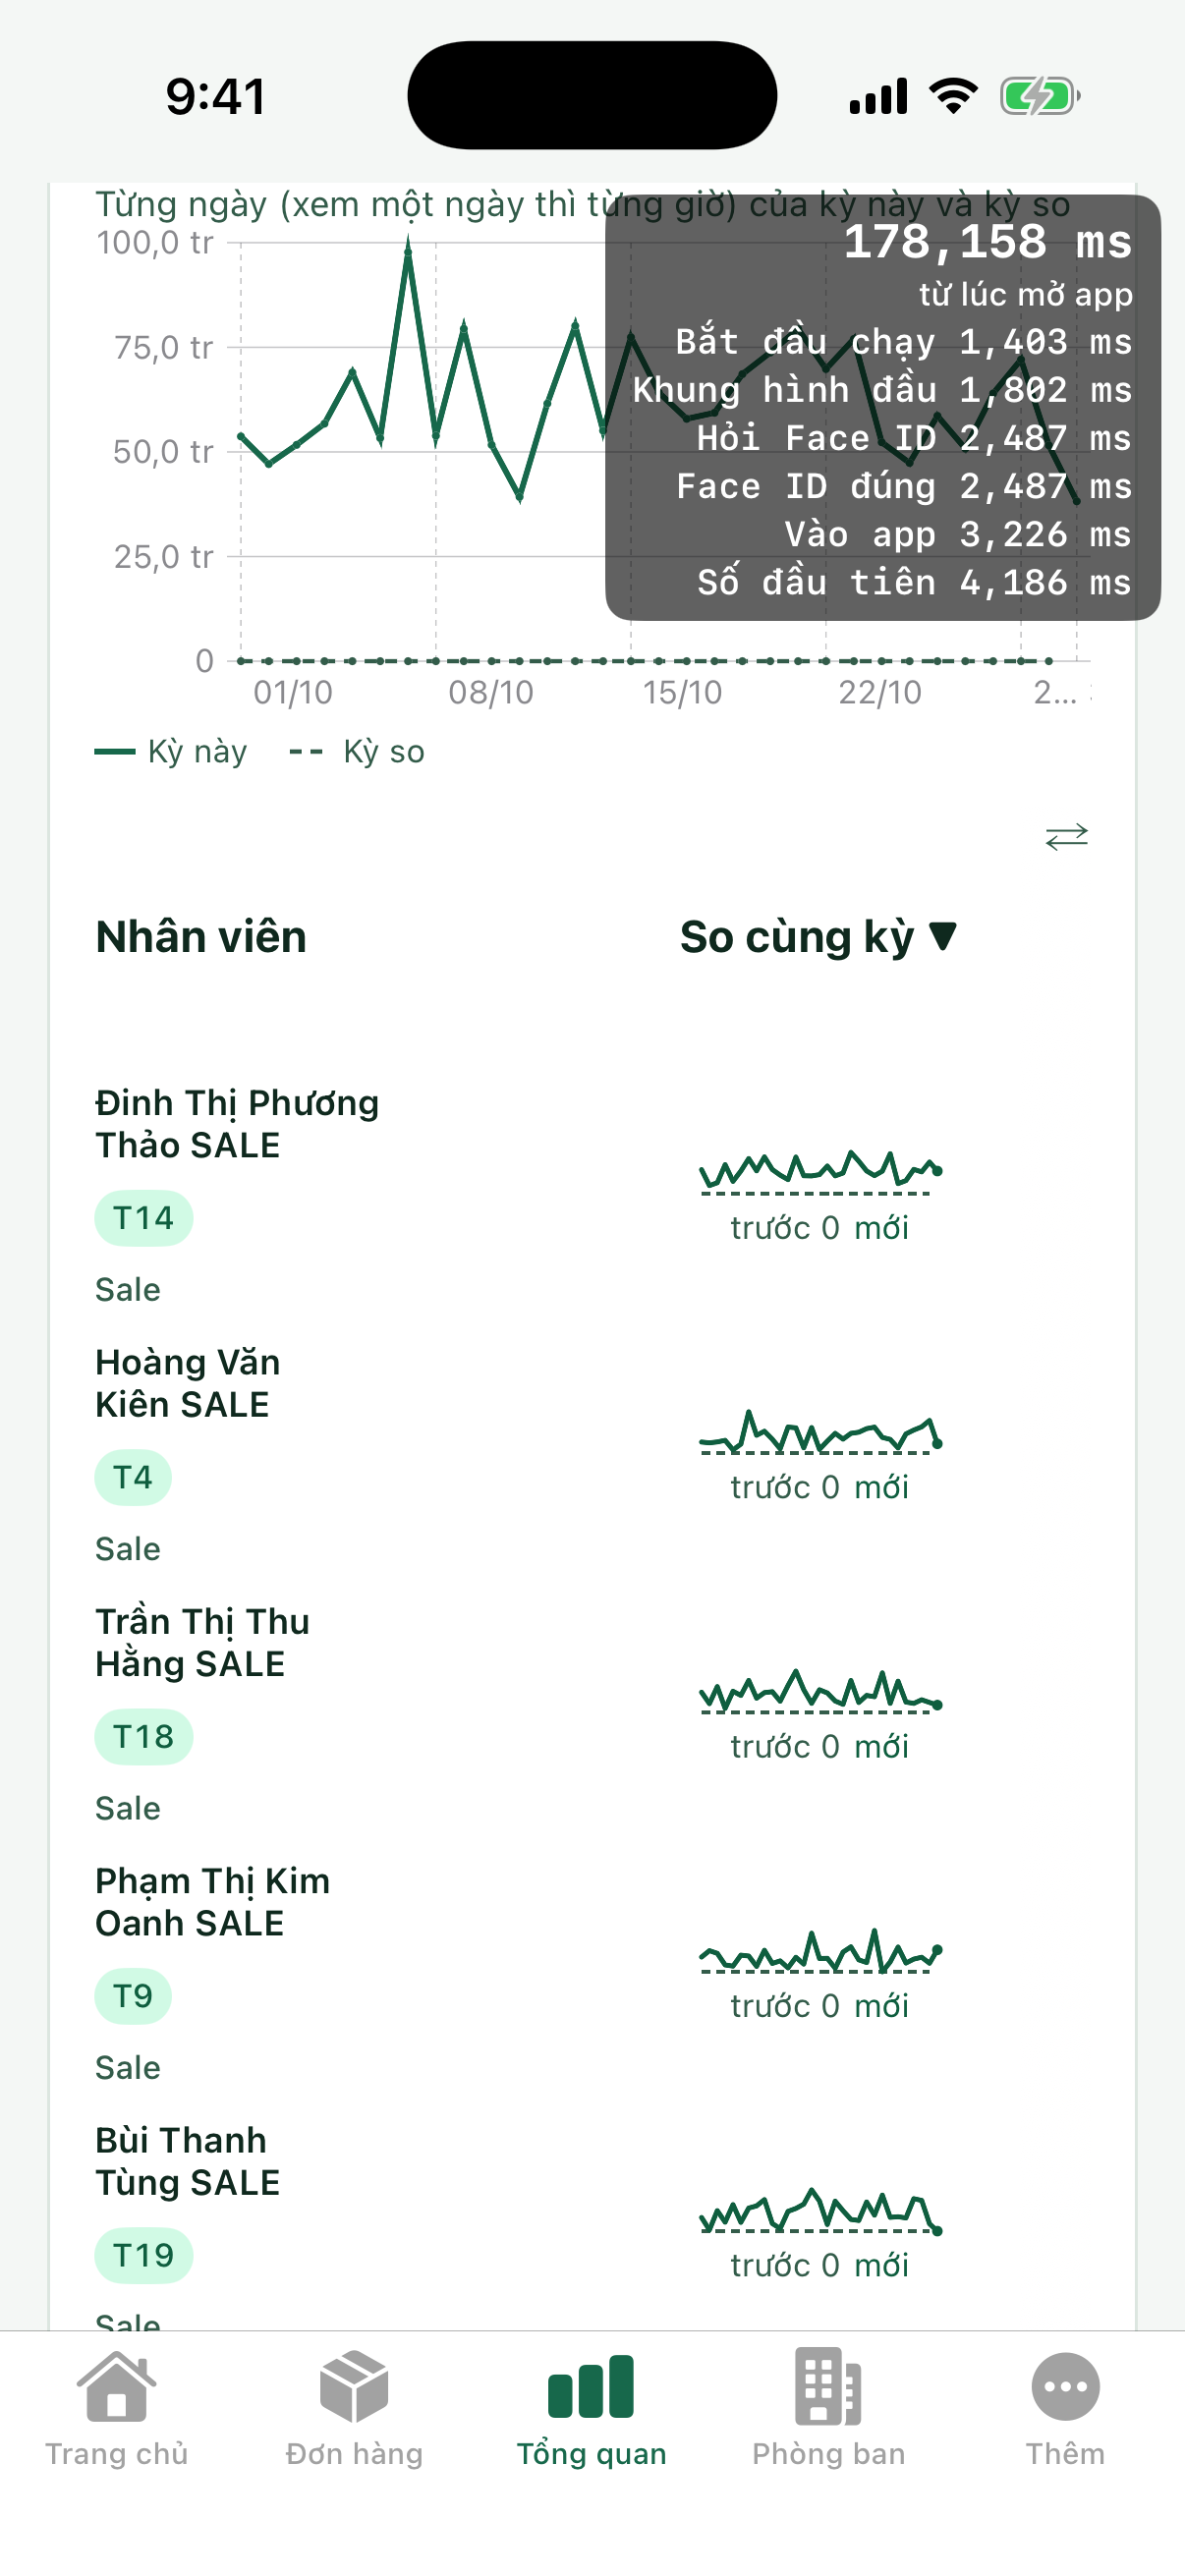 9:41
Từng ngày (xem một ngày thì từng giờ) của kỳ này và kỳ so
178,158 ms
từ lúc mở app
Bắt đầu chạy 1,403 ms
Khung hình đầu 1,802 ms
Hỏi Face ID 2,487 ms
Face ID đúng 2,487 ms
Vào app 3,226 ms
Số đầu tiên 4,186 ms
100,0 tr
75,0 tr
50,0 tr
25,0 tr
0
01/10 08/10 15/10 22/10 2...
Kỳ này Kỳ so
Nhân viên So cùng kỳ ▼
Đinh Thị Phương
Thảo SALE
T14
Sale
trước 0 mới
Hoàng Văn
Kiên SALE
T4
Sale
trước 0 mới
Trần Thị Thu
Hằng SALE
T18
Sale
trước 0 mới
Phạm Thị Kim
Oanh SALE
T9
Sale
trước 0 mới
Bùi Thanh
Tùng SALE
T19
Sale
trước 0 mới
Trang chủ Đơn hàng Tổng quan Phòng ban Thêm